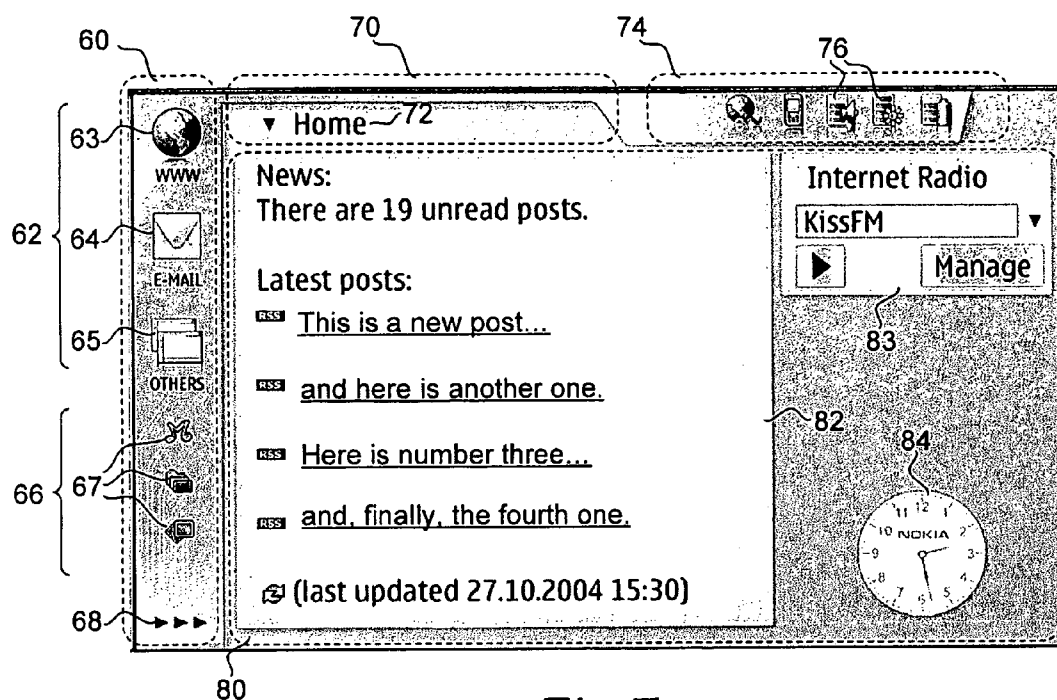 60
70
74
76
62
63
WWW
64
E-MAIL
65
OTHERS
66
67
68
80
▼ Home
72
News:
There are 19 unread posts.
Latest posts:
RSS This is a new post...
RSS and here is another one.
RSS Here is number three...
RSS and, finally, the fourth one.
(last updated 27.10.2004 15:30)
82
Internet Radio
KissFM
Manage
83
84
12
1
2
3
4
5
6
7
8
9
10
11
NOKIA